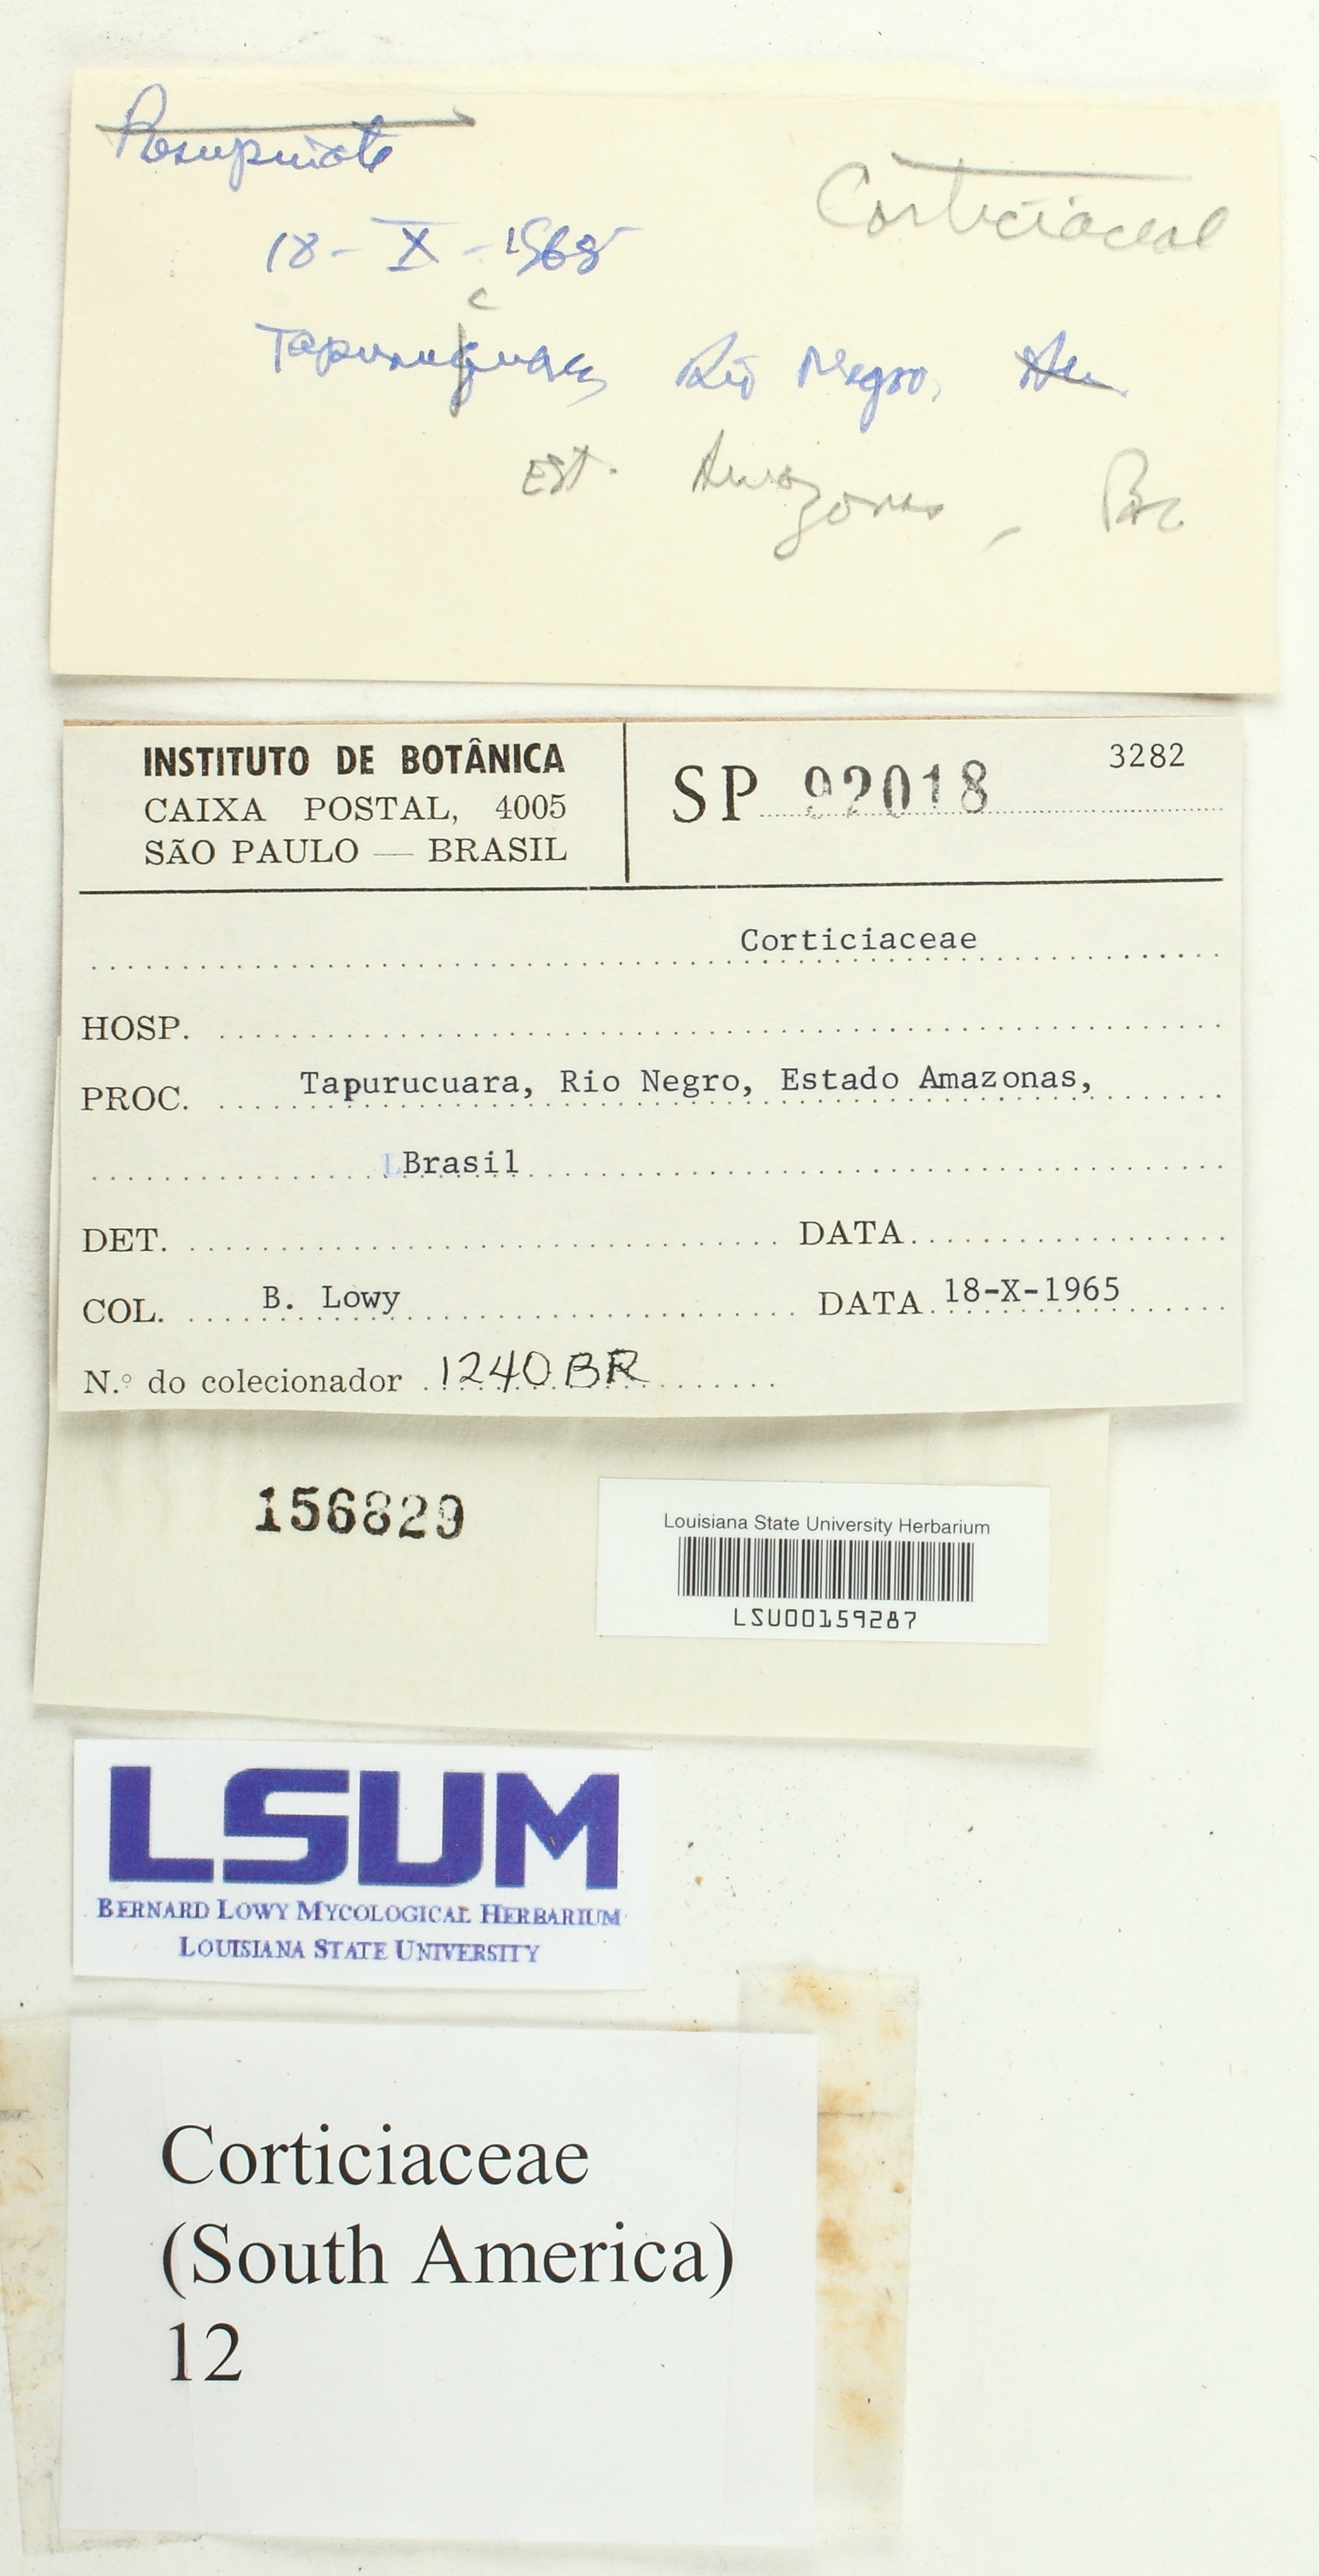 Resupinate
Corticiaceae
18-X-1965
c
Tapuruquara, Rio Negro,
Est. Amazonas,
INSTITUTO DE BOTÂNICA
CAIXA POSTAL, 4005
SÃO PAULO — BRASIL
SP 92018
3282
Corticiaceae
HOSP.
PROC. Tapurucuara, Rio Negro, Estado Amazonas,
Brasil
DET. DATA
COL. B. Lowy DATA 18-X-1965
N.º do colecionador 1240 BR
156829
Louisiana State University Herbarium
LSU00159287
LSUM
BERNARD LOWY MYCOLOGICAL HERBARIUM
LOUISIANA STATE UNIVERSITY
Corticiaceae
(South America)
12